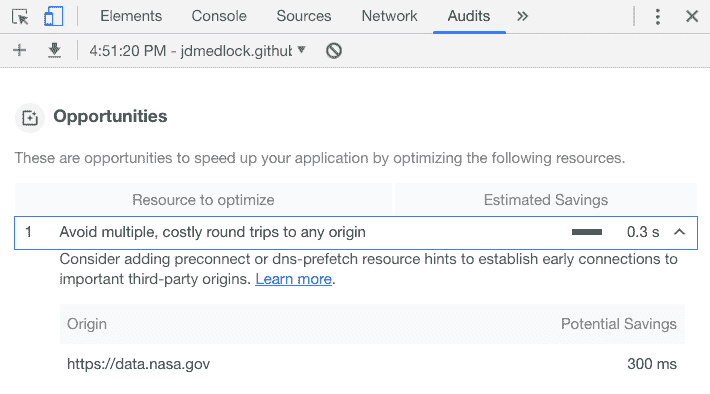 Elements Console Sources Network Audits »
4:51:20 PM - jdmedlock.githul
Opportunities
These are opportunities to speed up your application by optimizing the following resources.
Resource to optimize Estimated Savings
1 Avoid multiple, costly round trips to any origin 0.3 s
Consider adding preconnect or dns-prefetch resource hints to establish early connections to
important third-party origins. Learn more.
Origin Potential Savings
https://data.nasa.gov 300 ms